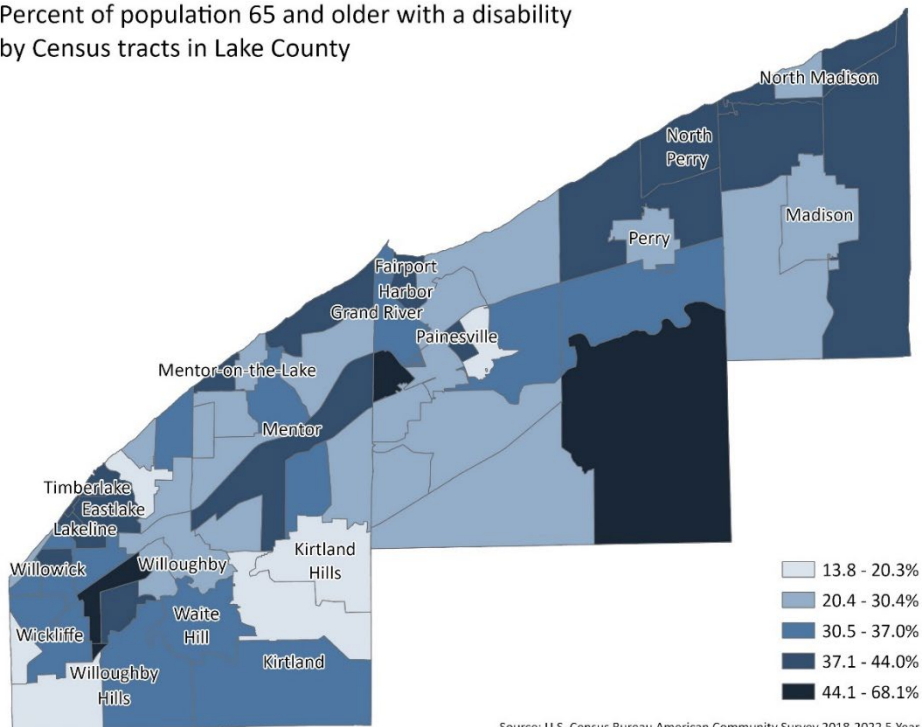 Percent of population 65 and older with a disability
by Census tracts in Lake County
North Madison
North
Perry
Madison
Perry
Fairport
Harbor
Grand River
Painesville
Mentor-on-the-Lake
Mentor
Timberlake
Eastlake
Lakeline
Willowick
Willoughby
Kirtland
Hills
Waite
Hill
Wickliffe
Kirtland
Willoughby
Hills
13.8 - 20.3%
20.4 - 30.4%
30.5 - 37.0%
37.1 - 44.0%
44.1 - 68.1%
Source: U.S. Census Bureau American Community Survey 2018-2022 5-Year